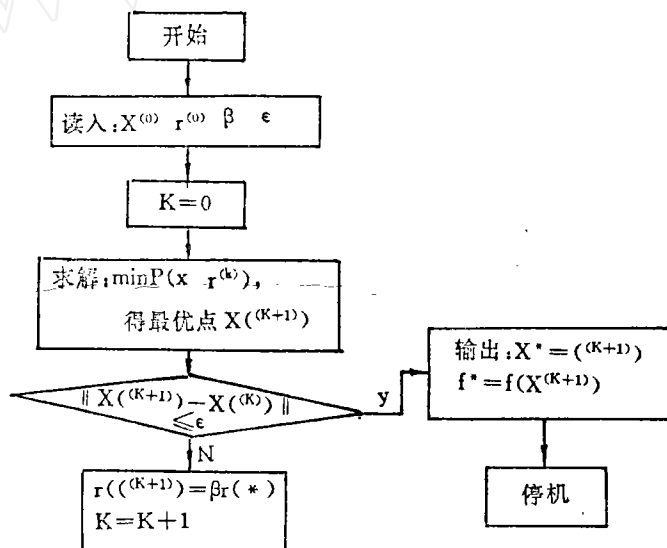 开始
读入:X⁽⁰⁾ r⁽⁰⁾ β ϵ
K=0
求解:minP(x r⁽ᵏ⁾),
得最优点X(⁽ᴷ⁺¹⁾)
‖X(⁽ᴷ⁺¹⁾)-X(⁽ᴷ⁾)‖
≤ϵ
y
N
输出:X*=(⁽ᴷ⁺¹⁾)
f*=f(X⁽ᴷ⁺¹⁾)
停机
r((⁽ᴷ⁺¹⁾)=βr(*)
K=K+1